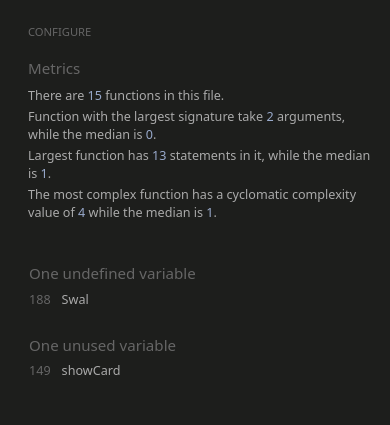 CONFIGURE
Metrics
There are 15 functions in this file.
Function with the largest signature take 2 arguments,
while the median is 0.
Largest function has 13 statements in it, while the median
is 1.
The most complex function has a cyclomatic complexity
value of 4 while the median is 1.
One undefined variable
188 Swal
One unused variable
149 showCard